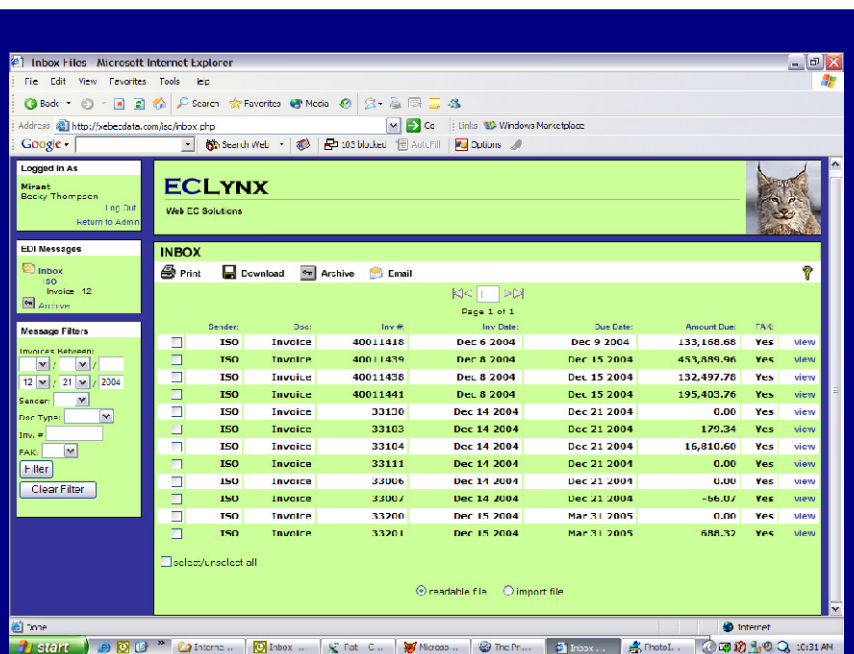 Inbox Files Microsoft Internet Explorer
File Edit View Favorites Tools Help
Back Search Favorites Media
Address http://xebecdata.com/iso/inbox.php Go Links Windows Marketplace
Google Search Web 103 blocked AutoFill Options
Logged in As
Mirant
Becky Thompson
Log Out
Return to Admin
ECLYNX
Web EC Solutions
EDI Messages
Inbox
ISO
Invoice 12
Archive
INBOX
Print Download Archive Email
Page 1 of 1
Message Filters
Invoices Between:
/ /
12 / 21 / 2004
Sender:
Doc Type:
Inv. #
FAK:
Filter
Clear Filter
Sender: Doc: Inv #: Inv Date: Due Date: Amount Due: FAK:
ISO Invoice 40011418 Dec 6 2004 Dec 9 2004 133,168.68 Yes view
ISO Invoice 40011439 Dec 8 2004 Dec 15 2004 453,889.96 Yes view
ISO Invoice 40011438 Dec 8 2004 Dec 15 2004 132,497.78 Yes view
ISO Invoice 40011441 Dec 8 2004 Dec 15 2004 195,403.76 Yes view
ISO Invoice 33130 Dec 14 2004 Dec 21 2004 0.00 Yes view
ISO Invoice 33103 Dec 14 2004 Dec 21 2004 179.34 Yes view
ISO Invoice 33104 Dec 14 2004 Dec 21 2004 16,810.60 Yes view
ISO Invoice 33111 Dec 14 2004 Dec 21 2004 0.00 Yes view
ISO Invoice 33006 Dec 14 2004 Dec 21 2004 0.00 Yes view
ISO Invoice 33007 Dec 14 2004 Dec 21 2004 Yes view
ISO Invoice 33200 Dec 15 2004 Mar 31 2005 0.00 Yes view
ISO Invoice 33201 Dec 15 2004 Mar 31 2005 688.32 Yes view
select/unselect all
readable file import file
Done Internet
start Interne... Inbox ... The Pri... Inbox ... PhotoI... 10:31 AM